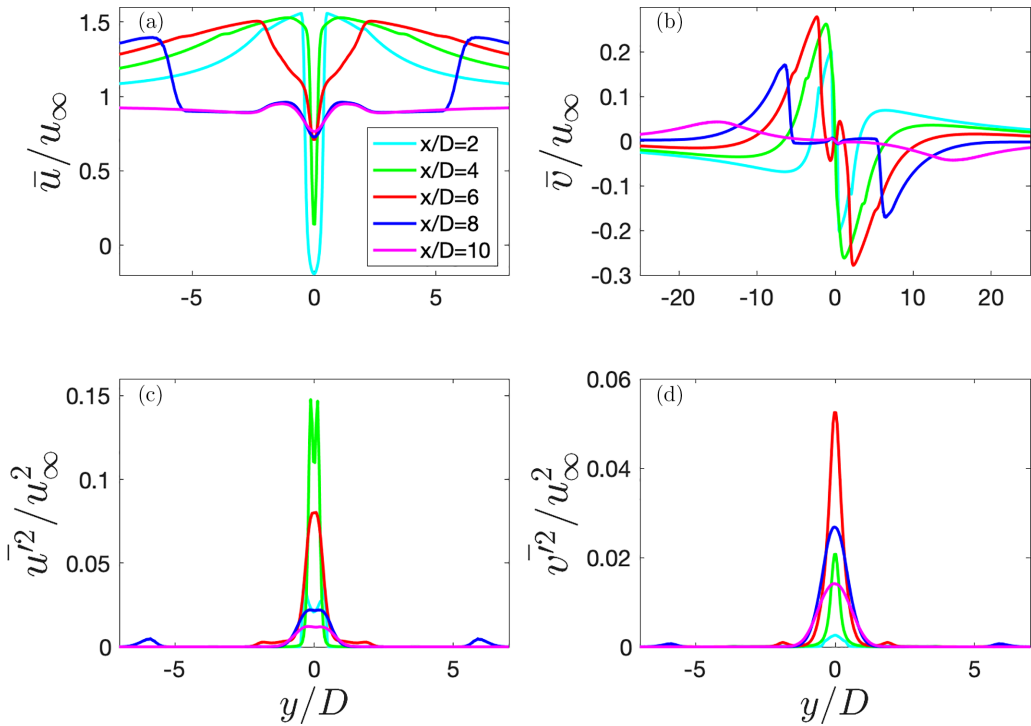 (a)
1.5
1
0.5
0
ū/u∞
-5
0
5
x/D=2
x/D=4
x/D=6
x/D=8
x/D=10
(b)
0.2
0.1
0
-0.1
-0.2
-0.3
v̄/u∞
-20
-10
0
10
20
(c)
0.15
0.1
0.05
0
ū′²/u²∞
-5
0
5
y/D
(d)
0.06
0.04
0.02
0
v̄′²/u²∞
-5
0
5
y/D